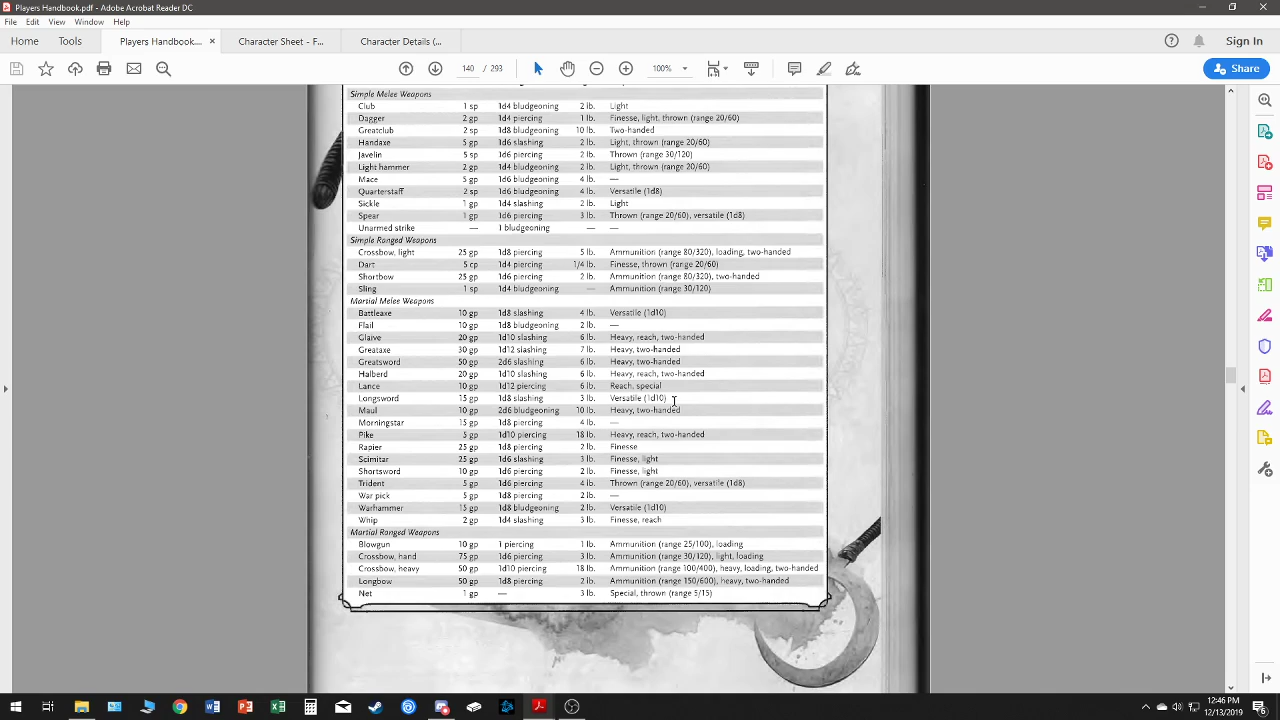 Players Handbook.pdf - Adobe Acrobat Reader DC
File Edit View Window Help
Home Tools Players Handbook.... × Character Sheet - F... Character Details (... Sign In
140 / 293 100% Share
Simple Melee Weapons
Club 1 sp 1d4 bludgeoning 2 lb. Light
Dagger 2 gp 1d4 piercing 1 lb. Finesse, light, thrown (range 20/60)
Greatclub 2 sp 1d8 bludgeoning 10 lb. Two-handed
Handaxe 5 gp 1d6 slashing 2 lb. Light, thrown (range 20/60)
Javelin 5 sp 1d6 piercing 2 lb. Thrown (range 30/120)
Light hammer 2 gp 1d4 bludgeoning 2 lb. Light, thrown (range 20/60)
Mace 5 gp 1d6 bludgeoning 4 lb. —
Quarterstaff 2 sp 1d6 bludgeoning 4 lb. Versatile (1d8)
Sickle 1 gp 1d4 slashing 2 lb. Light
Spear 1 gp 1d6 piercing 3 lb. Thrown (range 20/60), versatile (1d8)
Unarmed strike — 1 bludgeoning — —
Simple Ranged Weapons
Crossbow, light 25 gp 1d8 piercing 5 lb. Ammunition (range 80/320), loading, two-handed
Dart 5 cp 1d4 piercing 1/4 lb. Finesse, thrown (range 20/60)
Shortbow 25 gp 1d6 piercing 2 lb. Ammunition (range 80/320), two-handed
Sling 1 sp 1d4 bludgeoning — Ammunition (range 30/120)
Martial Melee Weapons
Battleaxe 10 gp 1d8 slashing 4 lb. Versatile (1d10)
Flail 10 gp 1d8 bludgeoning 2 lb. —
Glaive 20 gp 1d10 slashing 6 lb. Heavy, reach, two-handed
Greataxe 30 gp 1d12 slashing 7 lb. Heavy, two-handed
Greatsword 50 gp 2d6 slashing 6 lb. Heavy, two-handed
Halberd 20 gp 1d10 slashing 6 lb. Heavy, reach, two-handed
Lance 10 gp 1d12 piercing 6 lb. Reach, special
Longsword 15 gp 1d8 slashing 3 lb. Versatile (1d10)
Maul 10 gp 2d6 bludgeoning 10 lb. Heavy, two-handed
Morningstar 15 gp 1d8 piercing 4 lb. —
Pike 5 gp 1d10 piercing 18 lb. Heavy, reach, two-handed
Rapier 25 gp 1d8 piercing 2 lb. Finesse
Scimitar 25 gp 1d6 slashing 3 lb. Finesse, light
Shortsword 10 gp 1d6 piercing 2 lb. Finesse, light
Trident 5 gp 1d6 piercing 4 lb. Thrown (range 20/60), versatile (1d8)
War pick 5 gp 1d8 piercing 2 lb. —
Warhammer 15 gp 1d8 bludgeoning 2 lb. Versatile (1d10)
Whip 2 gp 1d4 slashing 3 lb. Finesse, reach
Martial Ranged Weapons
Blowgun 10 gp 1 piercing 1 lb. Ammunition (range 25/100), loading
Crossbow, hand 75 gp 1d6 piercing 3 lb. Ammunition (range 30/120), light, loading
Crossbow, heavy 50 gp 1d10 piercing 18 lb. Ammunition (range 100/400), heavy, loading, two-handed
Longbow 50 gp 1d8 piercing 2 lb. Ammunition (range 150/600), heavy, two-handed
Net 1 gp — 3 lb. Special, thrown (range 5/15)
12:46 PM
12/13/2019